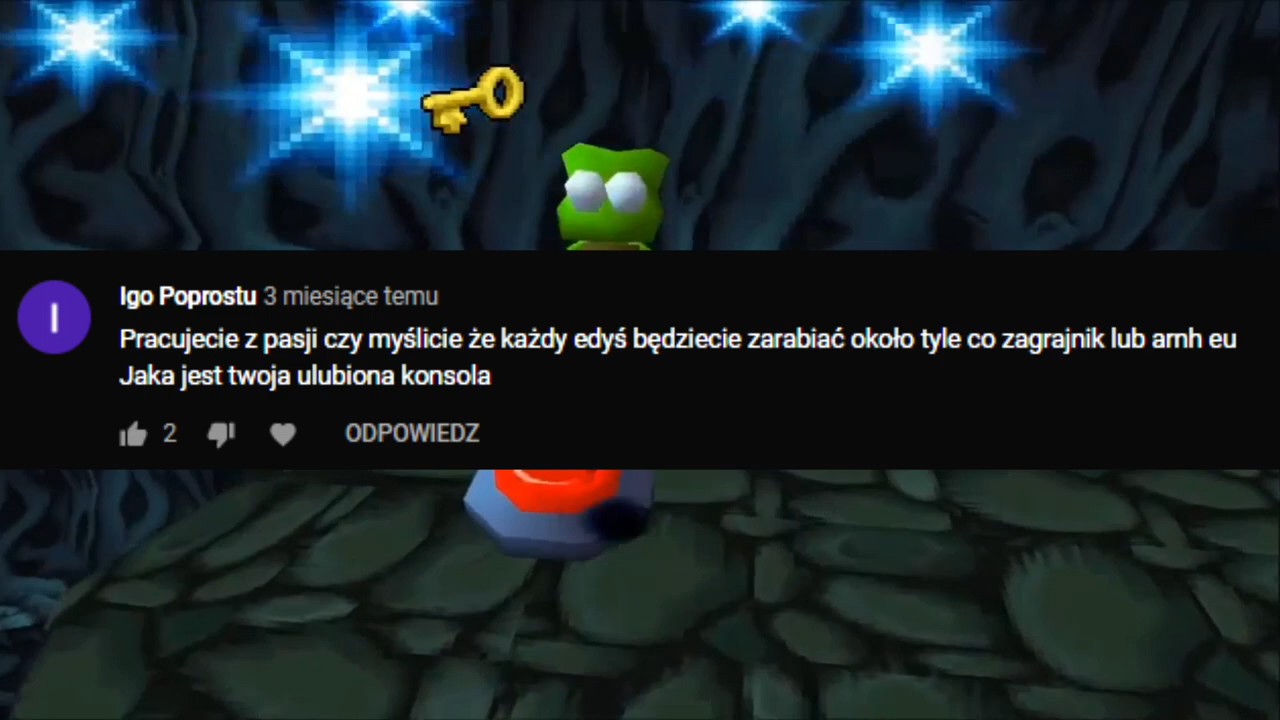 I
Igo Poprostu 3 miesiące temu
Pracujecie z pasji czy myślicie że każdy edyś będziecie zarabiać około tyle co zagrajnik lub arnh eu
Jaka jest twoja ulubiona konsola
2 ODPOWIEDZ